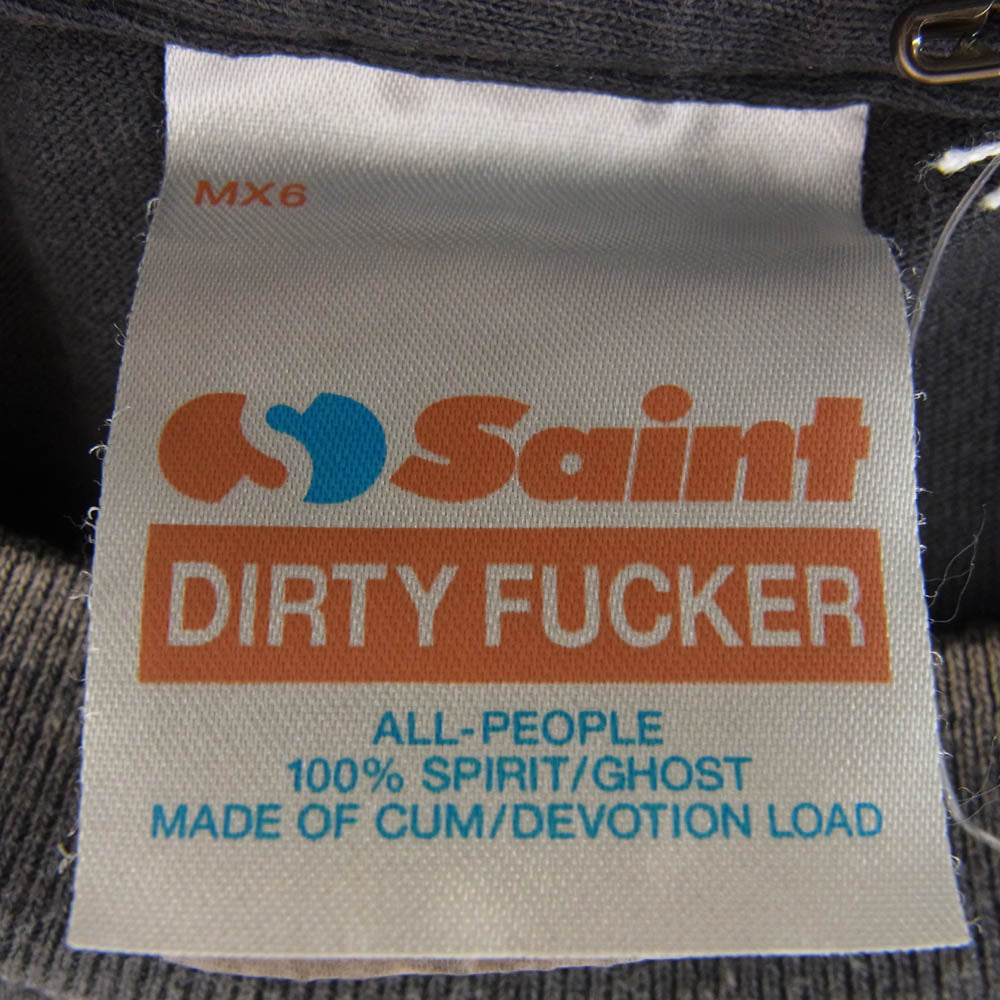 MX6
Saint
DIRTY FUCKER
ALL-PEOPLE
100% SPIRIT/GHOST
MADE OF CUM/DEVOTION LOAD